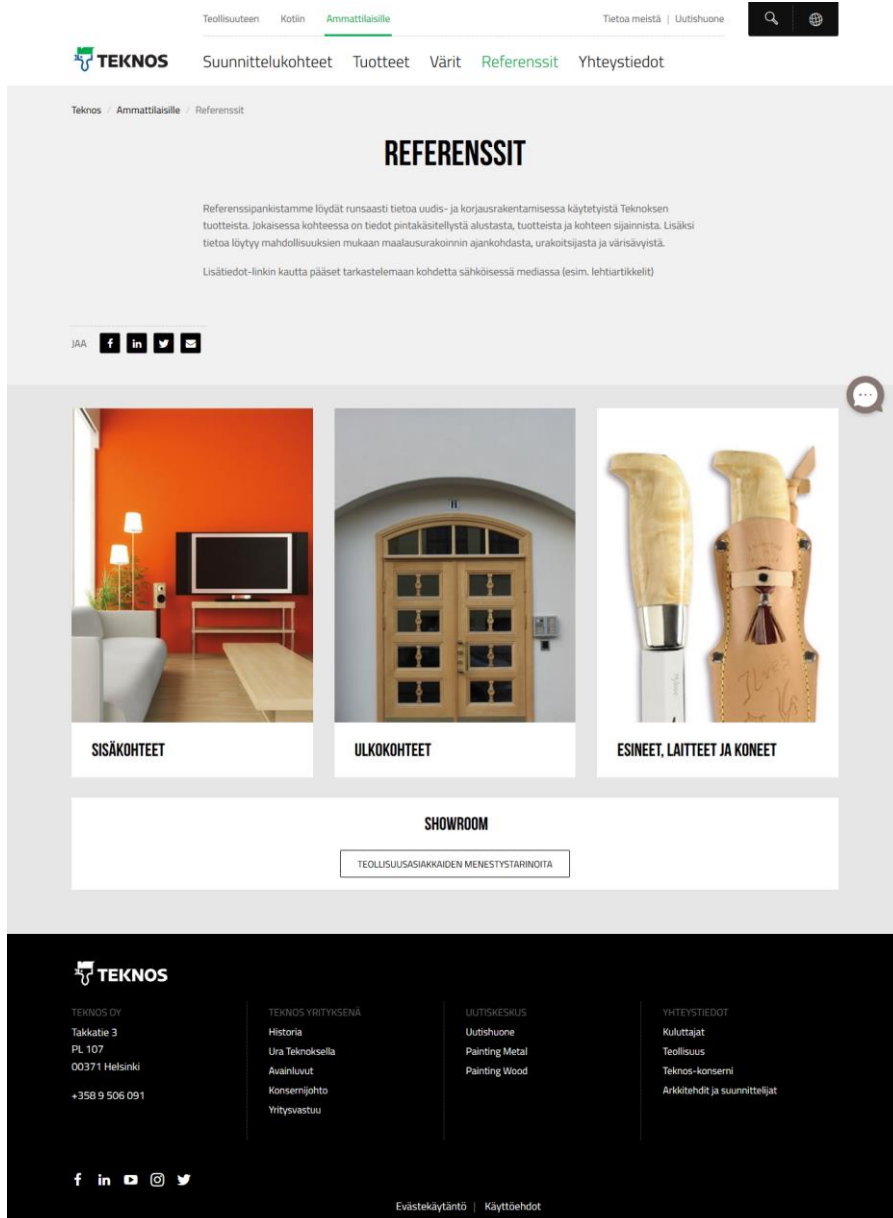 Teollisuuteen Kotiin Ammattilaisille Tietoa meistä | Uutishuone
TEKNOS Suunnittelukohteet Tuotteet Värit Referenssit Yhteystiedot
Teknos / Ammattilaisille / Referenssit
REFERENSSIT
Referenssipankistamme löydät runsaasti tietoa uudis- ja korjausrakentamisessa käytetyistä Teknoksen
tuotteista. Jokaisessa kohteessa on tiedot pintakäsitellystä alustasta, tuotteista ja kohteen sijainnista. Lisäksi
tietoa löytyy mahdollisuuksien mukaan maalausurakoinnin ajankohdasta, urakoitsijasta ja värisävyistä.
Lisätiedot-linkin kautta pääset tarkastelemaan kohdetta sähköisessä mediassa (esim. lehtiartikkelit)
JAA
SISÄKOHTEET
ULKOKOHTEET
ESINEET, LAITTEET JA KONEET
SHOWROOM
TEOLLISUUSASIAKKAIDEN MENESTYSTARINOITA
TEKNOS
TEKNOS OY
Takkatie 3
PL 107
00371 Helsinki
+358 9 506 091
TEKNOS YRITYKSENÄ
Historia
Ura Teknoksella
Avainluvut
Konsernijohto
Yritysvastuu
UUTISKESKUS
Uutishuone
Painting Metal
Painting Wood
YHTEYSTIEDOT
Kuluttajat
Teollisuus
Teknos-konserni
Arkkitehdit ja suunnittelijat
Evästekäytäntö | Käyttöehdot